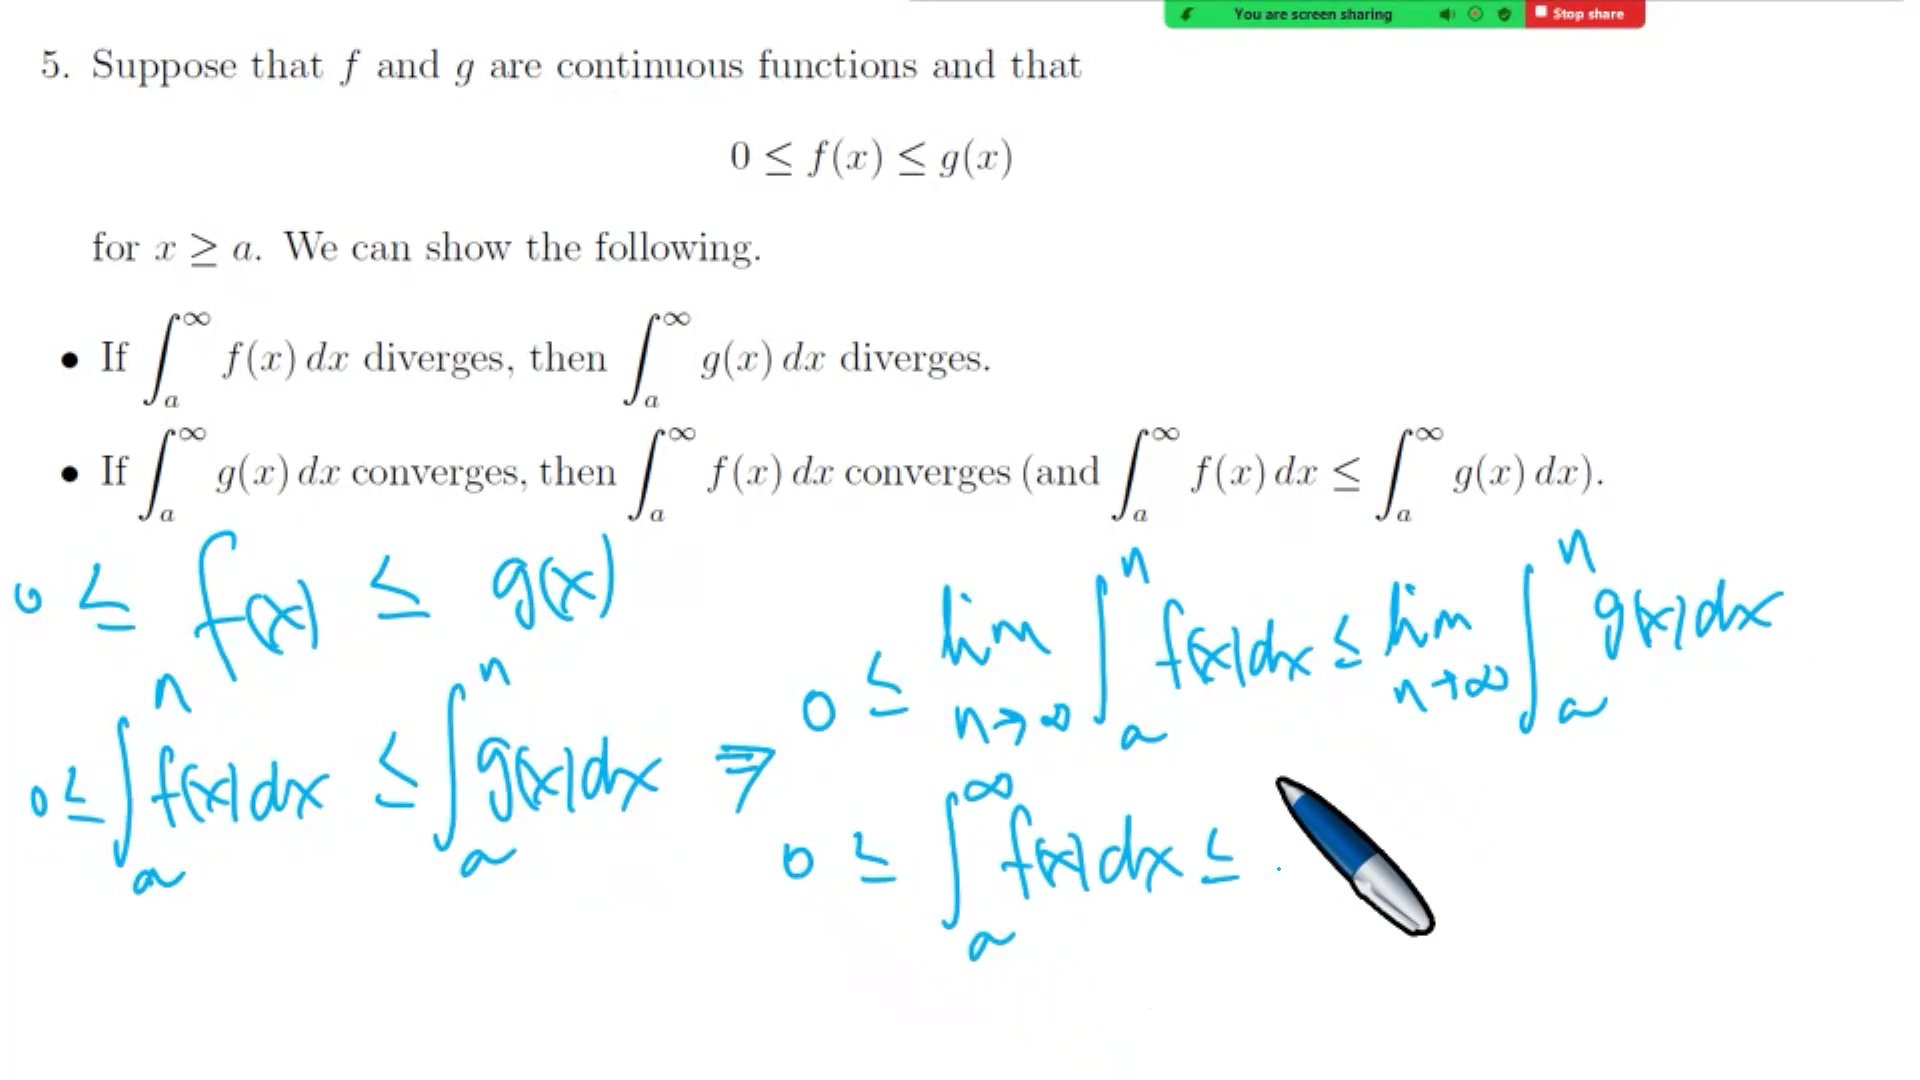 You are screen sharing Stop share
5. Suppose that f and g are continuous functions and that
0 ≤ f(x) ≤ g(x)
for x ≥ a. We can show the following.
• If ∫_a^∞ f(x) dx diverges, then ∫_a^∞ g(x) dx diverges.
• If ∫_a^∞ g(x) dx converges, then ∫_a^∞ f(x) dx converges (and ∫_a^∞ f(x) dx ≤ ∫_a^∞ g(x) dx).
0 ≤ f(x) ≤ g(x)
0 ≤ ∫_a^n f(x) dx ≤ ∫_a^n g(x) dx ⇒
0 ≤ lim_{n→∞} ∫_a^n f(x) dx ≤ lim_{n→∞} ∫_a^n g(x) dx
0 ≤ ∫_a^∞ f(x) dx ≤